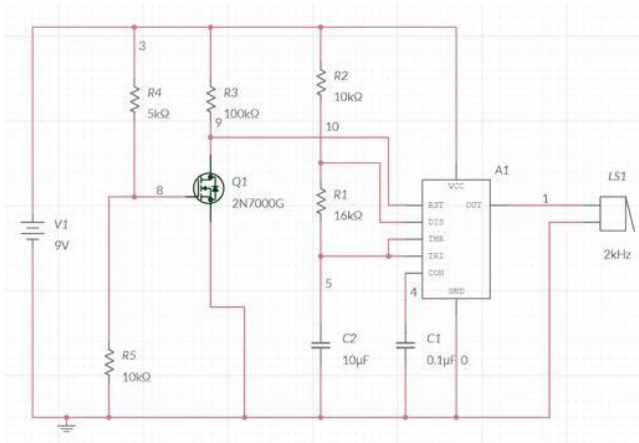 3
R4
5kΩ
R3
100kΩ
9
R2
10kΩ
10
8
Q1
2N7000G
R1
16kΩ
A1
VCC
RST
OUT
DIS
THR
TRI
CON
GND
1
LS1
2kHz
V1
9V
5
4
C2
10µF
C1
0.1µF 0
R5
10kΩ